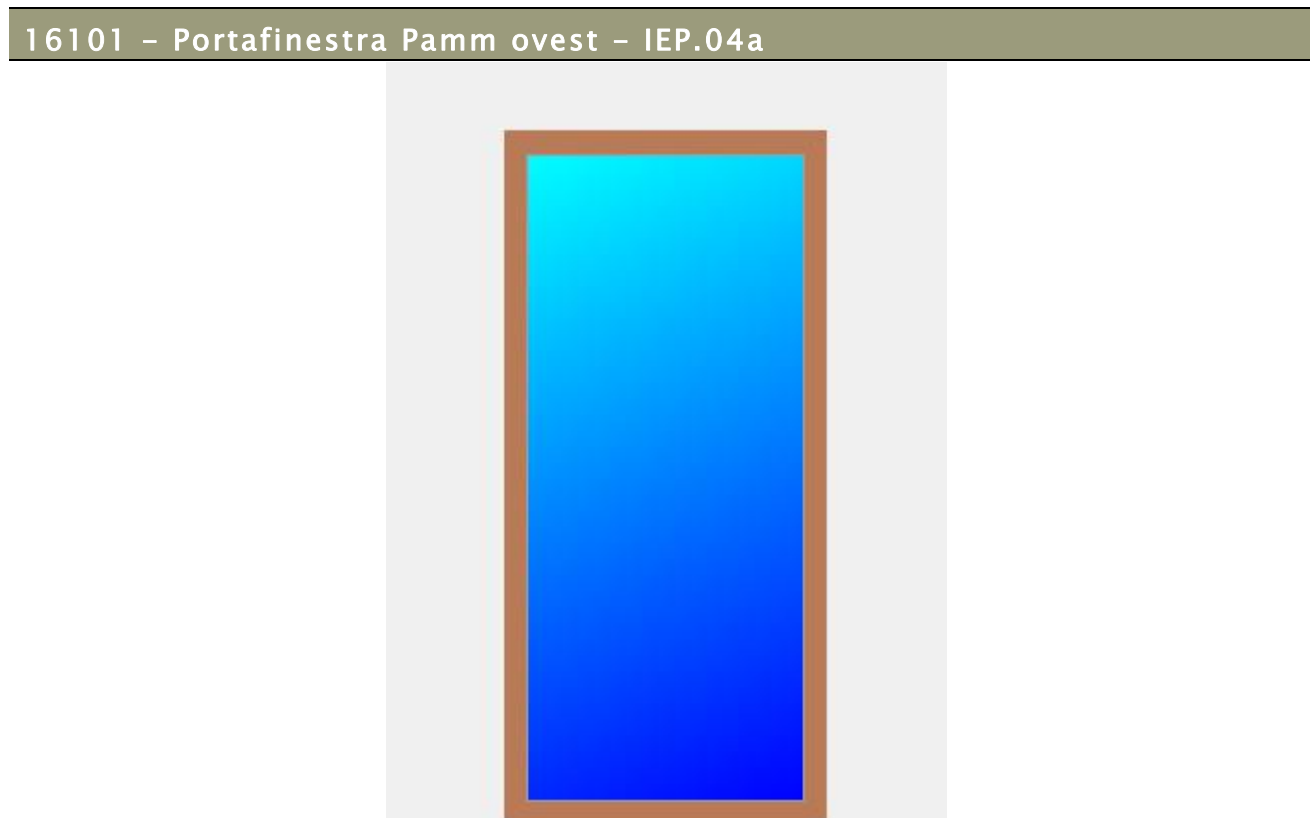 16101 – Portafinestra Pamm ovest – IEP.04a